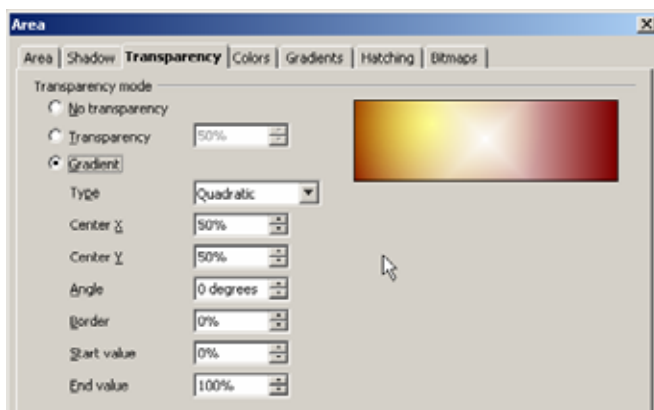 Area
Area Shadow Transparency Colors Gradients Hatching Bitmaps
Transparency mode
No transparency
Transparency 50%
Gradient
Type Quadratic
Center X 50%
Center Y 50%
Angle 0 degrees
Border 0%
Start value 0%
End value 100%